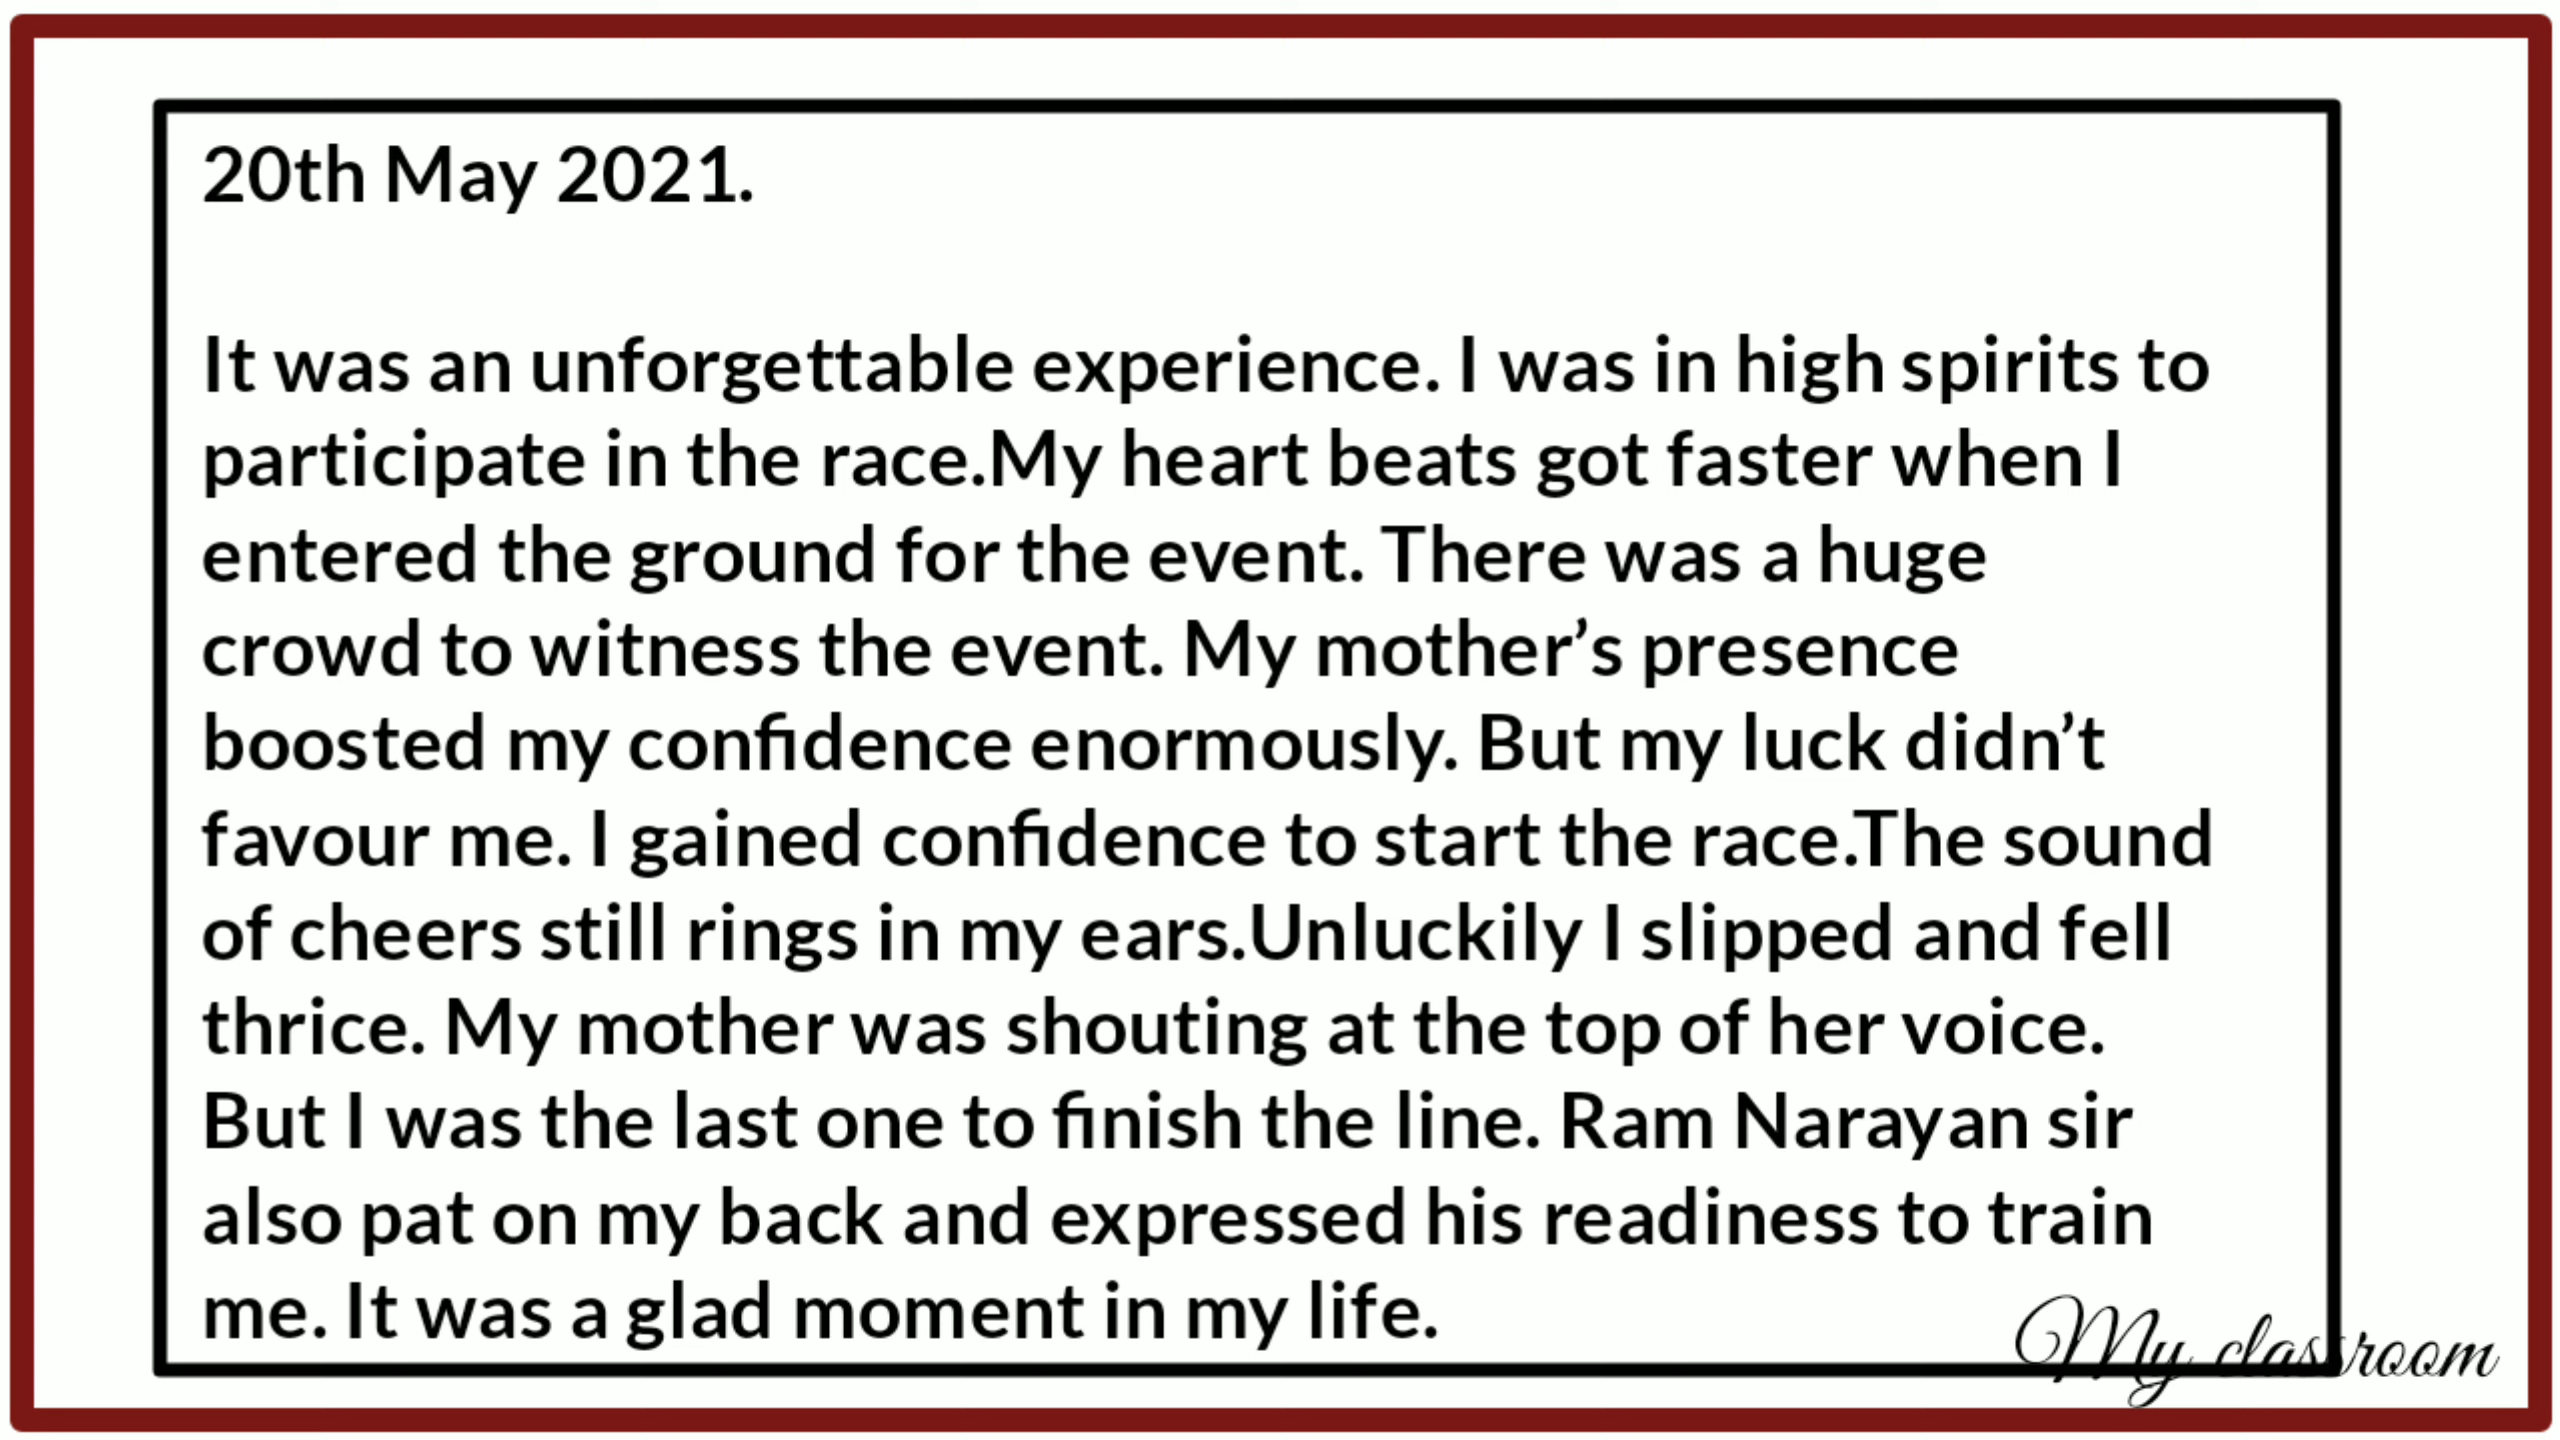 20th May 2021.
It was an unforgettable experience. I was in high spirits to
participate in the race.My heart beats got faster when I
entered the ground for the event. There was a huge
crowd to witness the event. My mother’s presence
boosted my confidence enormously. But my luck didn’t
favour me. I gained confidence to start the race.The sound
of cheers still rings in my ears.Unluckily I slipped and fell
thrice. My mother was shouting at the top of her voice.
But I was the last one to finish the line. Ram Narayan sir
also pat on my back and expressed his readiness to train
me. It was a glad moment in my life.
My classroom